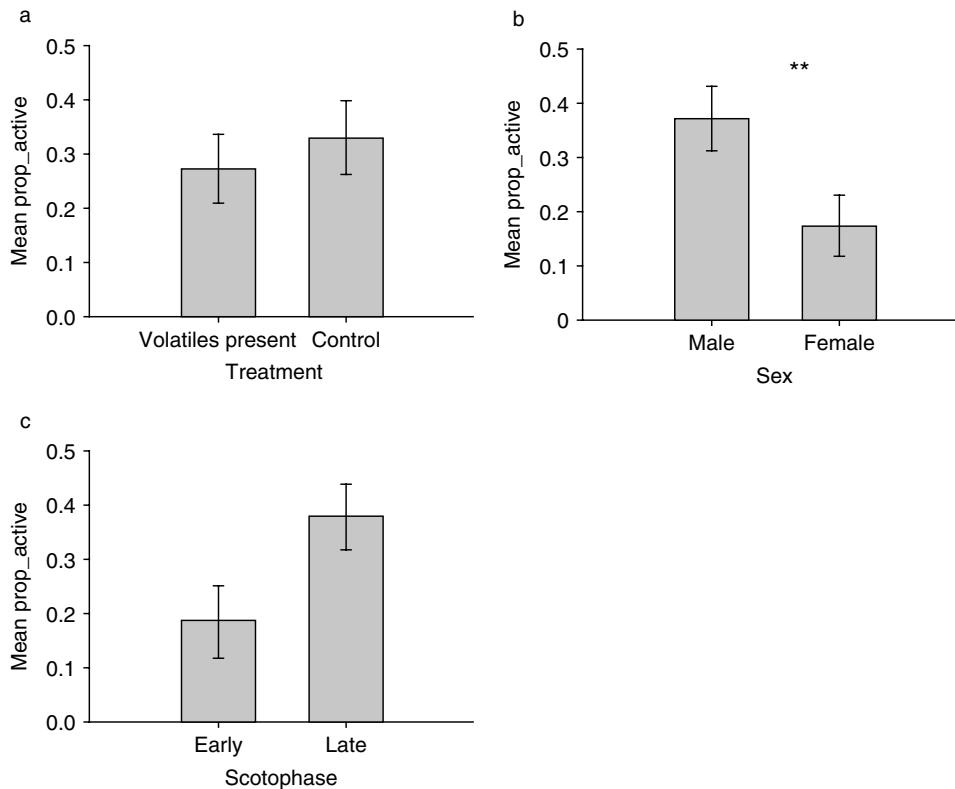 a
0.5
0.4
0.3
0.2
0.1
0.0
Mean prop_active
Volatiles present Control
Treatment
b
0.5
0.4
0.3
0.2
0.1
0
Mean prop_active
**
Male Female
Sex
c
0.5
0.4
0.3
0.2
0.1
0.0
Mean prop_active
Early Late
Scotophase